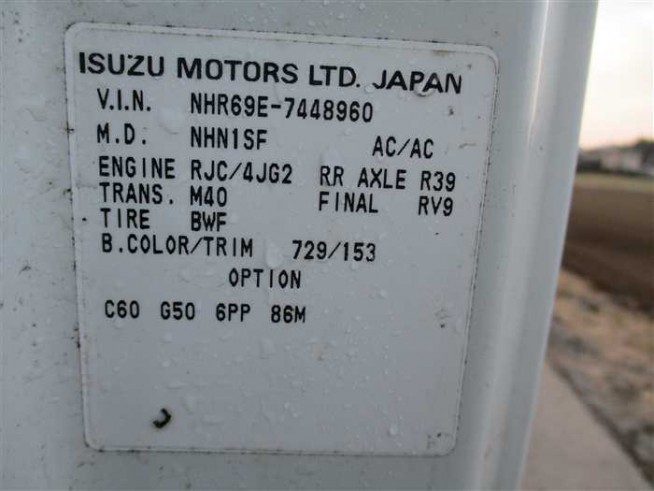 ISUZU MOTORS LTD. JAPAN
V.I.N. NHR69E-7448960
M.D. NHN1SF AC/AC
ENGINE RJC/4JG2 RR AXLE R39
TRANS. M40 FINAL RV9
TIRE BWF
B.COLOR/TRIM 729/153
OPTION
C60 G50 6PP 86M